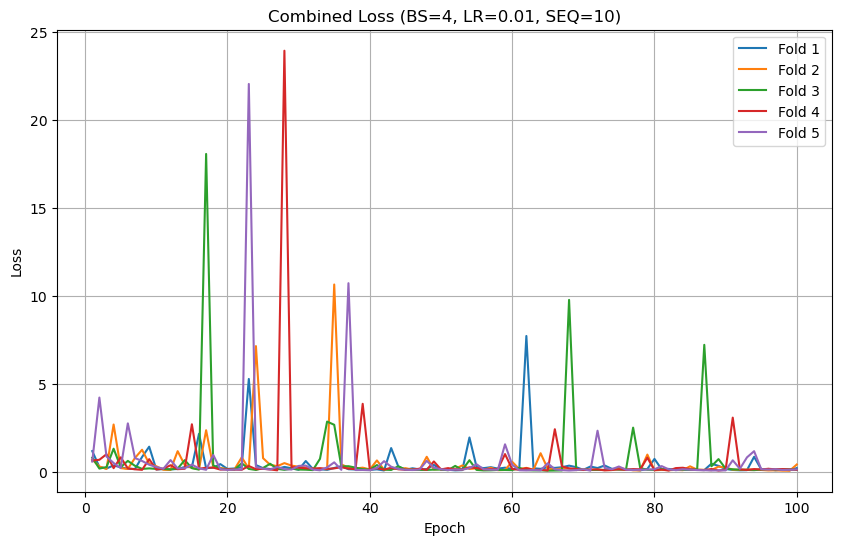 Combined Loss (BS=4, LR=0.01, SEQ=10)
25
20
15
10
5
0
Loss
0 20 40 60 80 100
Epoch
Fold 1
Fold 2
Fold 3
Fold 4
Fold 5